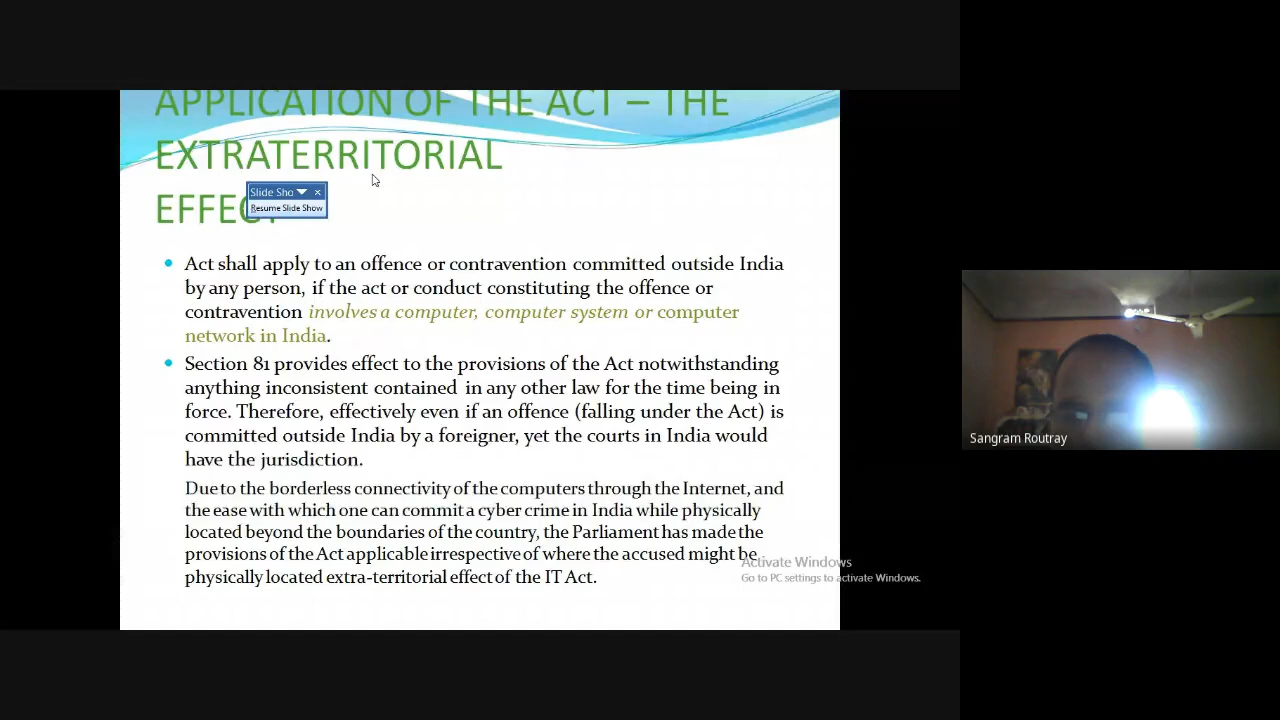 APPLICATION OF THE ACT – THE
EXTRATERRITORIAL
EFFECT
Slide Sho
Resume Slide Show
Act shall apply to an offence or contravention committed outside India
by any person, if the act or conduct constituting the offence or
contravention involves a computer, computer system or computer
network in India.
Section 81 provides effect to the provisions of the Act notwithstanding
anything inconsistent contained in any other law for the time being in
force. Therefore, effectively even if an offence (falling under the Act) is
committed outside India by a foreigner, yet the courts in India would
have the jurisdiction.
Due to the borderless connectivity of the computers through the Internet, and
the ease with which one can commit a cyber crime in India while physically
located beyond the boundaries of the country, the Parliament has made the
provisions of the Act applicable irrespective of where the accused might be
physically located extra-territorial effect of the IT Act.
Activate Windows
Go to PC settings to activate Windows.
Sangram Routray